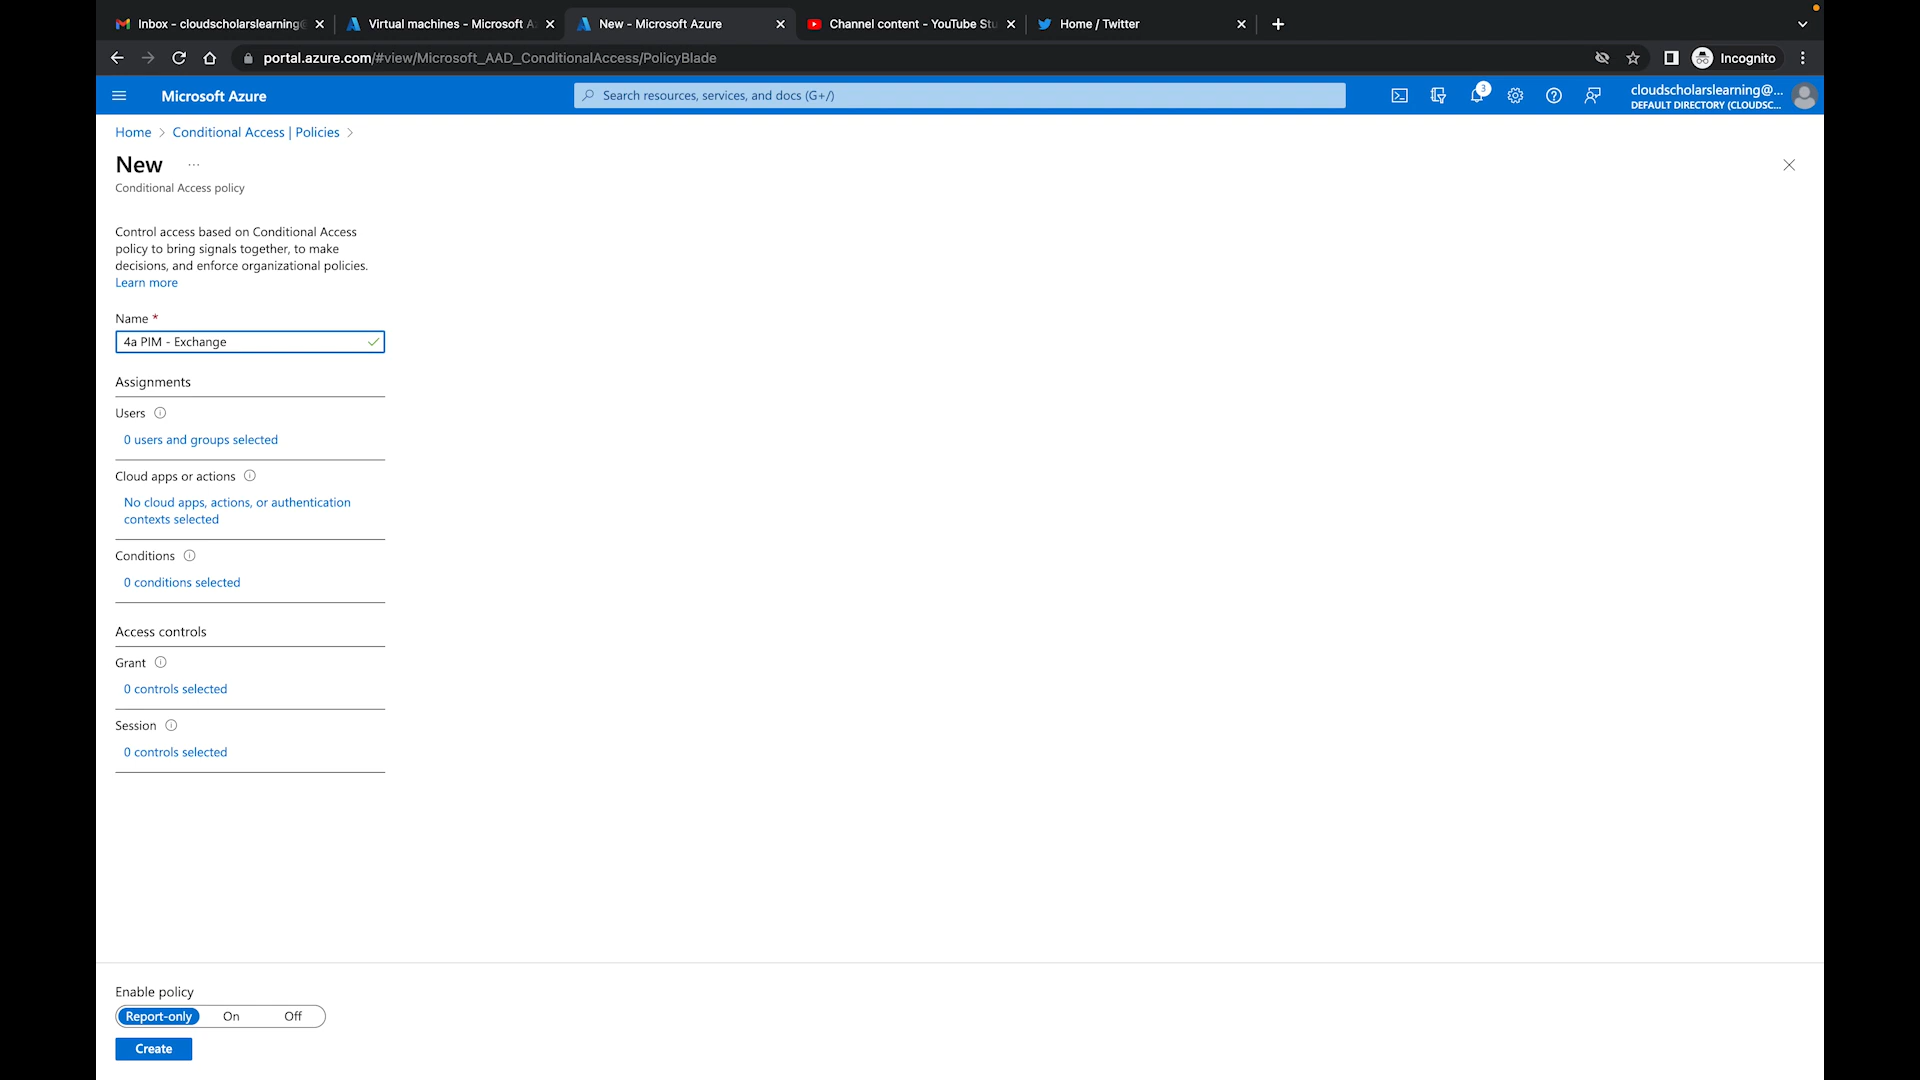 Inbox - cloudscholarslearning@
Virtual machines - Microsoft A
New - Microsoft Azure
Channel content - YouTube Stu
Home / Twitter
portal.azure.com/#view/Microsoft_AAD_ConditionalAccess/PolicyBlade
Incognito
Microsoft Azure
Search resources, services, and docs (G+/)
3
cloudscholarslearning@...
DEFAULT DIRECTORY (CLOUDSC...
Home > Conditional Access | Policies >
New ...
Conditional Access policy
Control access based on Conditional Access
policy to bring signals together, to make
decisions, and enforce organizational policies.
Learn more
Name *
4a PIM - Exchange
Assignments
Users
0 users and groups selected
Cloud apps or actions
No cloud apps, actions, or authentication
contexts selected
Conditions
0 conditions selected
Access controls
Grant
0 controls selected
Session
0 controls selected
Enable policy
Report-only On Off
Create